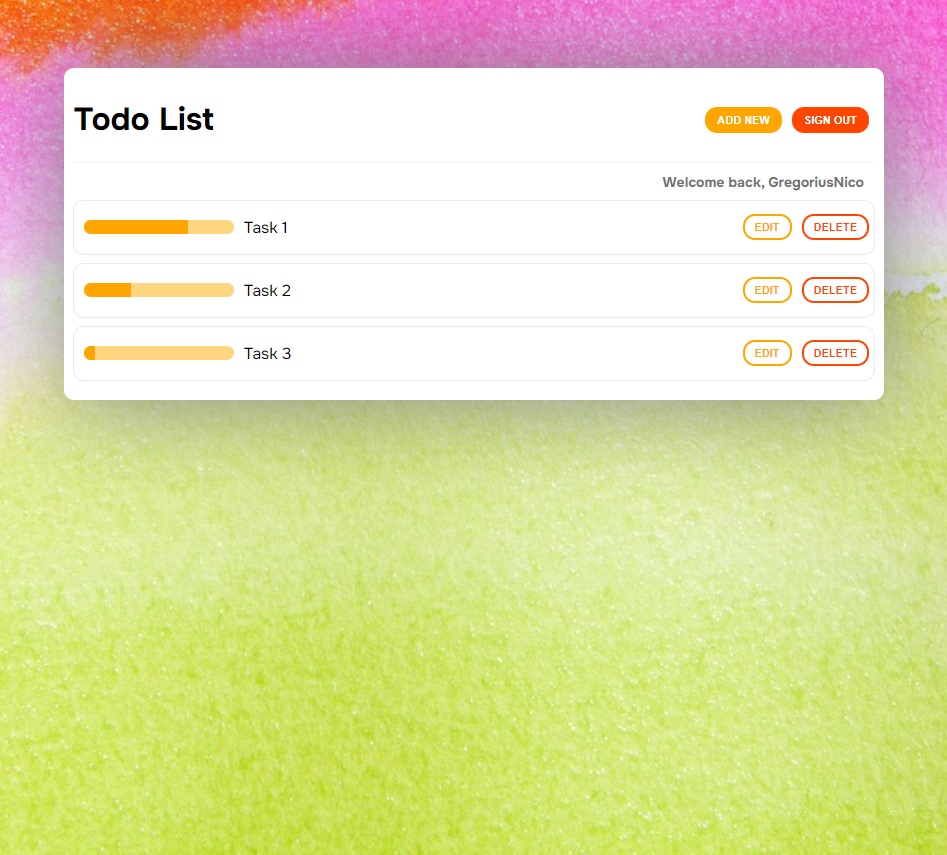 Todo List
ADD NEW SIGN OUT
Welcome back, GregoriusNico
Task 1 EDIT DELETE
Task 2 EDIT DELETE
Task 3 EDIT DELETE